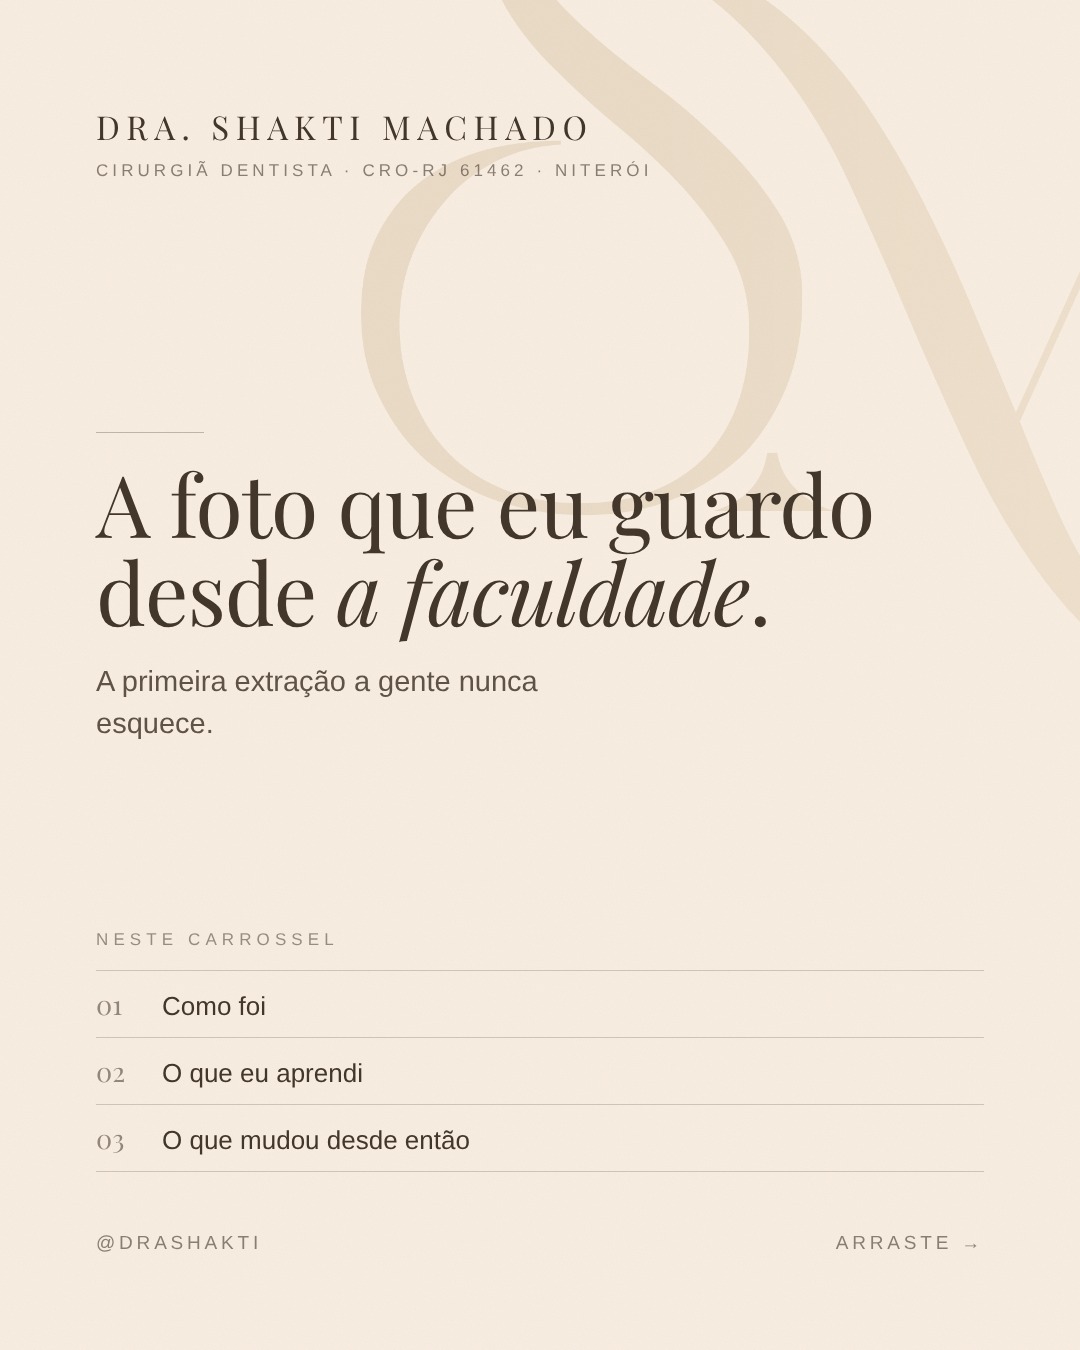 DRA. SHAKTI MACHADO
CIRURGIÃ DENTISTA · CRO-RJ 61462 · NITERÓI
A foto que eu guardo
desde a faculdade.
A primeira extração a gente nunca
esquece.
NESTE CARROSSEL
01 Como foi
02 O que eu aprendi
03 O que mudou desde então
@DRASHAKTI
ARRASTE →